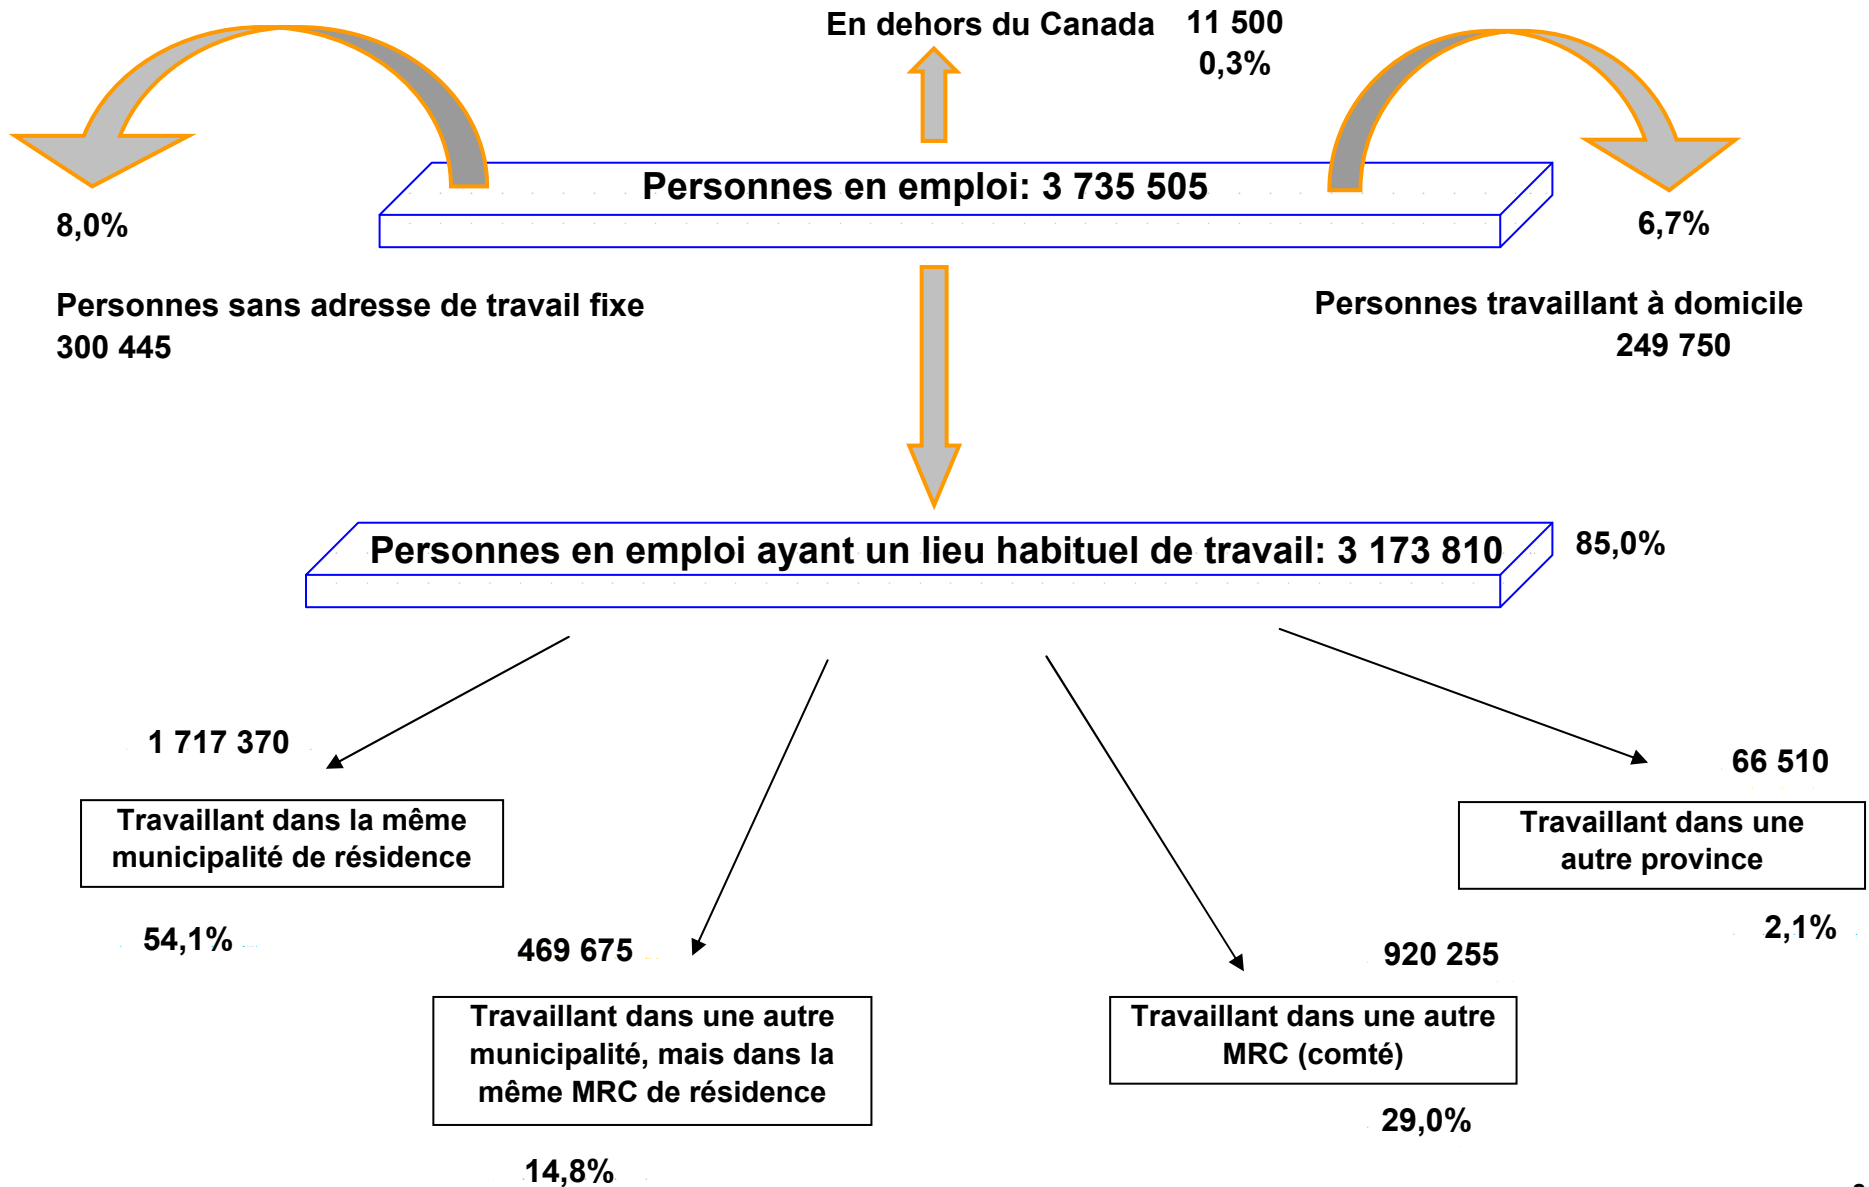 En dehors du Canada 11 500
0,3%
Personnes en emploi: 3 735 505
8,0%
6,7%
Personnes sans adresse de travail fixe
300 445
Personnes travaillant à domicile
249 750
Personnes en emploi ayant un lieu habituel de travail: 3 173 810
85,0%
1 717 370
Travaillant dans la même
municipalité de résidence
54,1%
469 675
Travaillant dans une autre
municipalité, mais dans la
même MRC de résidence
14,8%
920 255
Travaillant dans une autre
MRC (comté)
29,0%
66 510
Travaillant dans une
autre province
2,1%